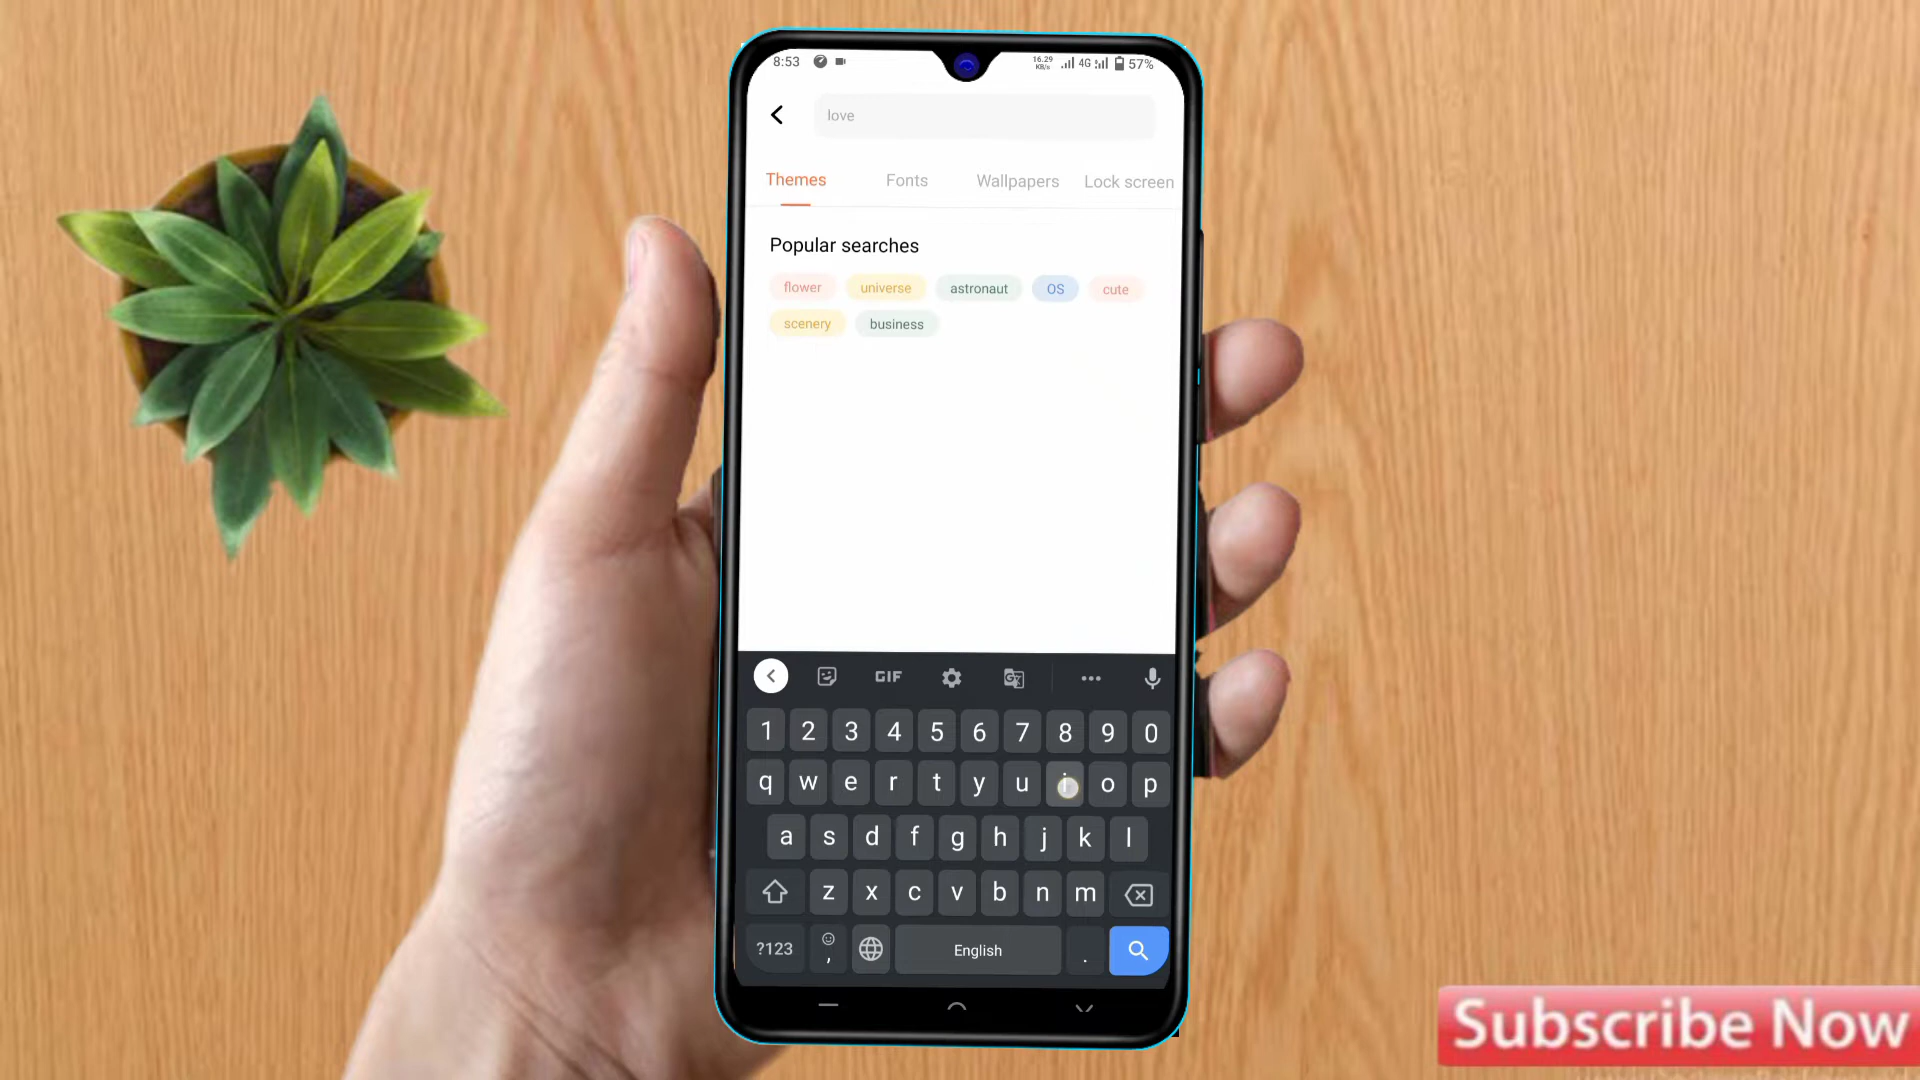 8:53 16.29 KB/s 4G 57%
love
Themes Fonts Wallpapers Lock screen
Popular searches
flower universe astronaut OS cute
scenery business
GIF
1 2 3 4 5 6 7 8 9 0
q w e r t y u i o p
a s d f g h j k l
z x c v b n m
?123 , English .
Subscribe Now